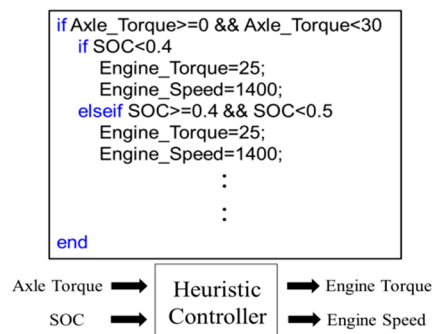 if Axle_Torque>=0 && Axle_Torque<30
if SOC<0.4
Engine_Torque=25;
Engine_Speed=1400;
elseif SOC>=0.4 && SOC<0.5
Engine_Torque=25;
Engine_Speed=1400;
:
:
end
Axle Torque
Heuristic
Engine Torque
SOC
Controller
Engine Speed